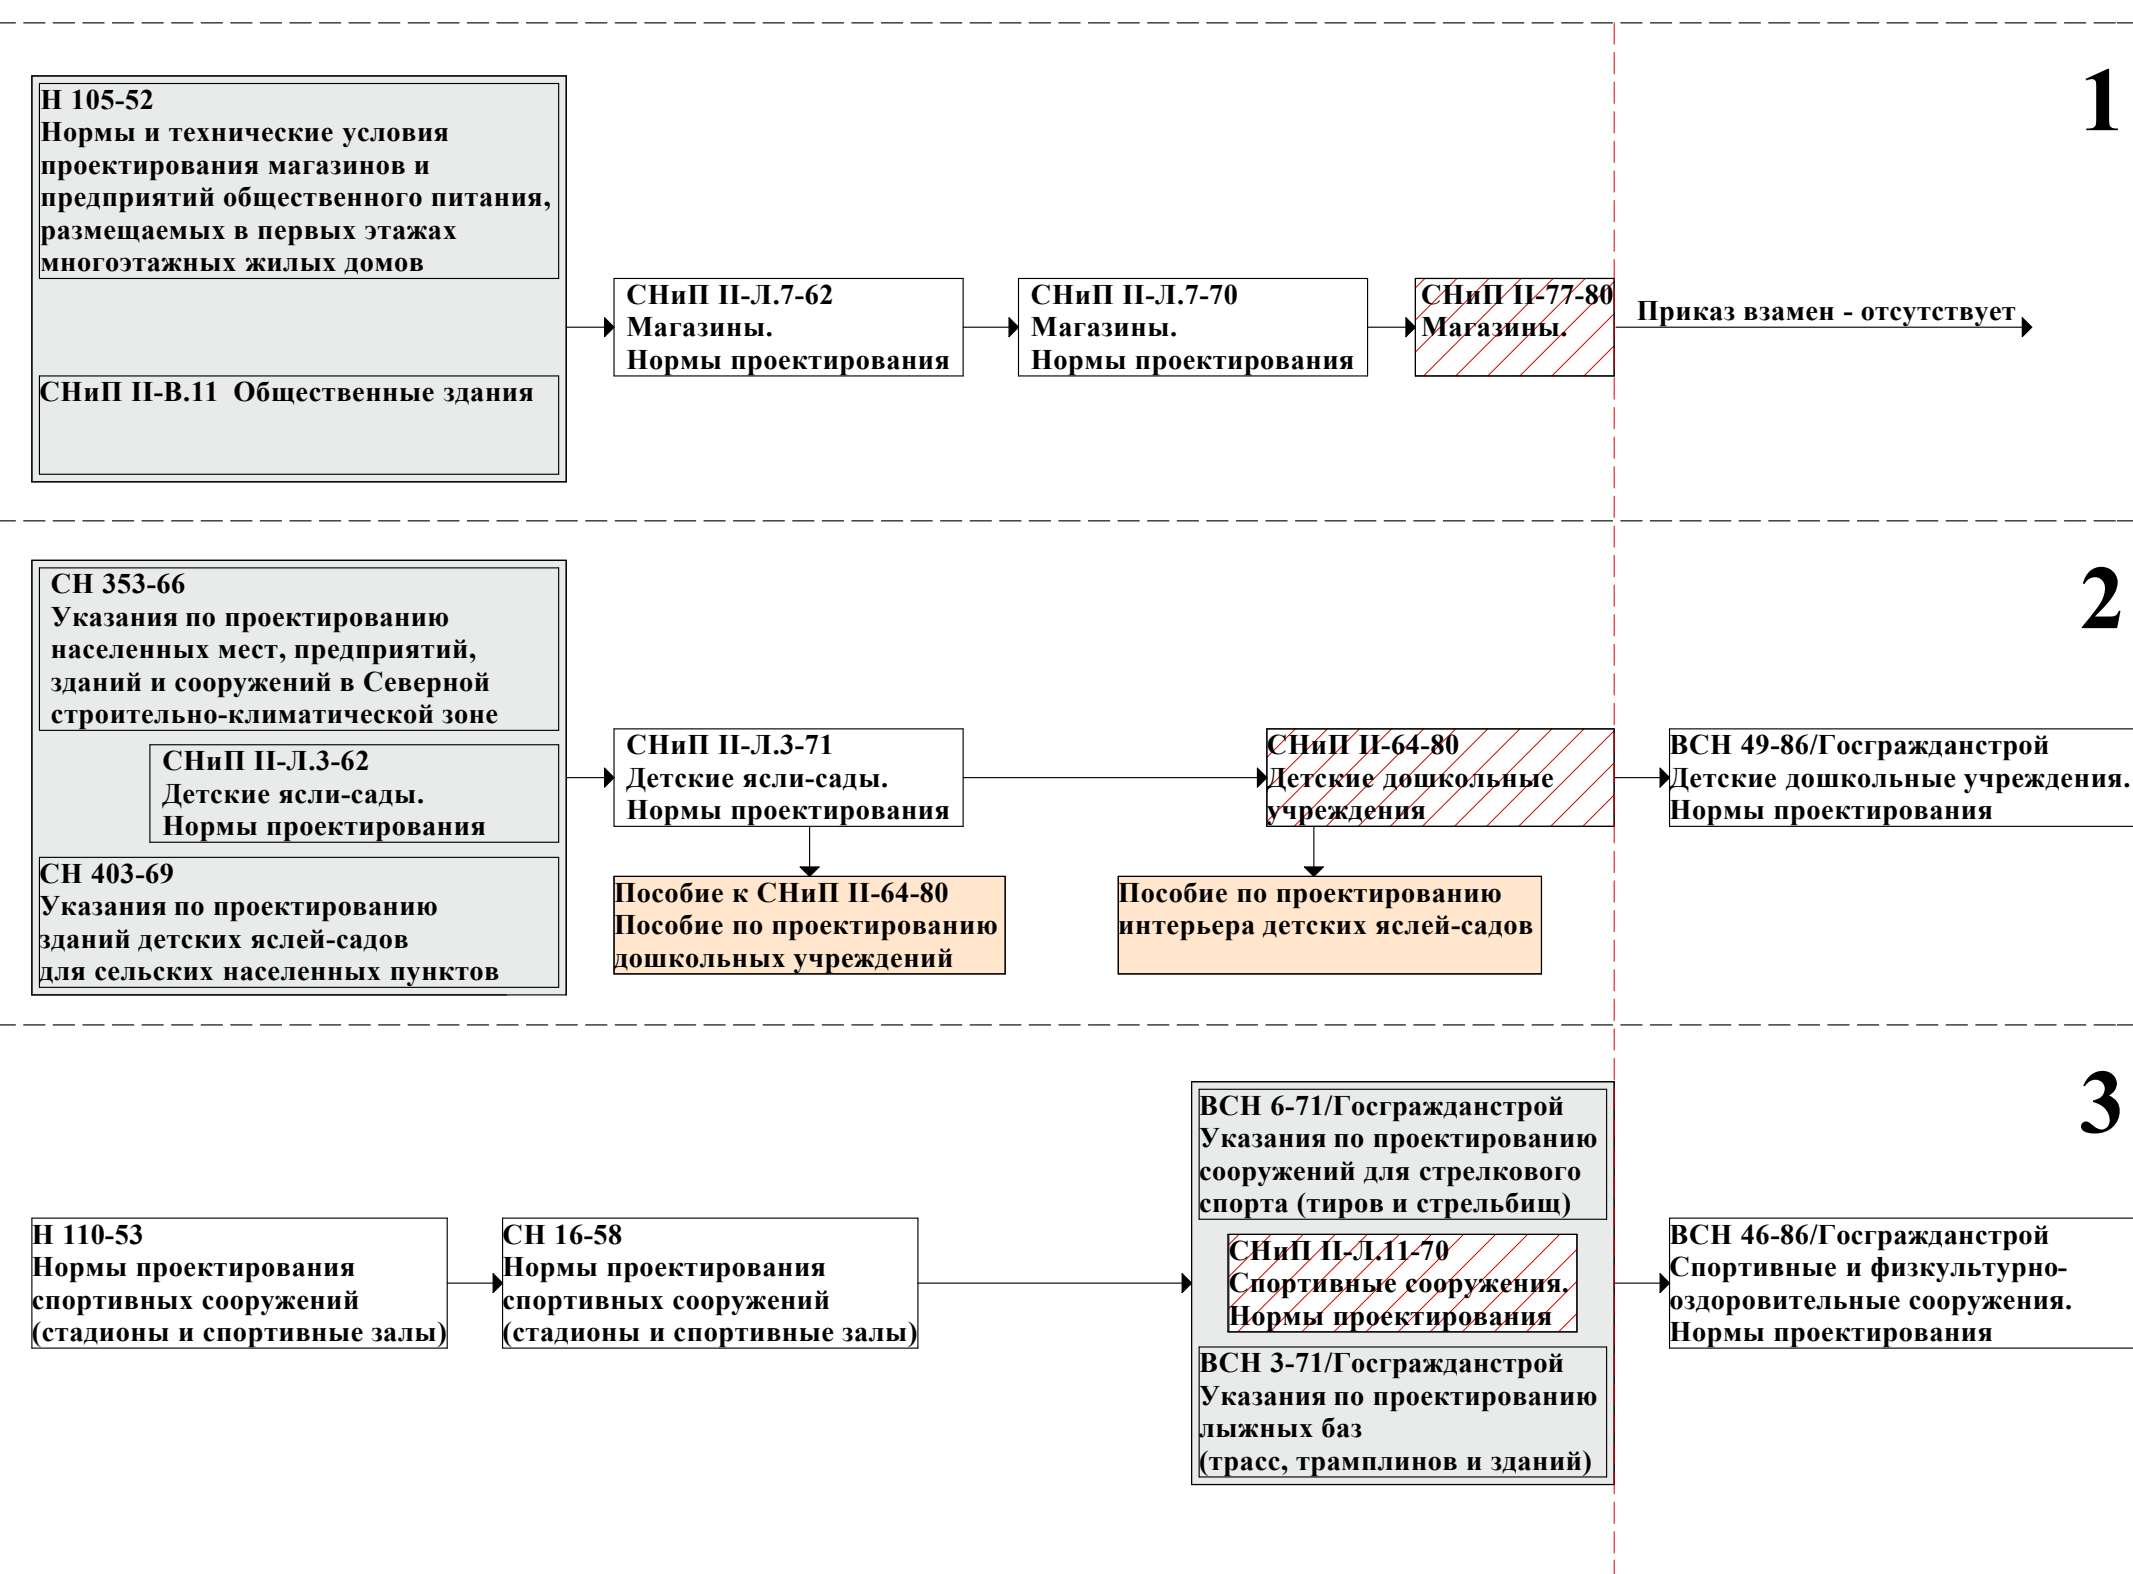 1
Н 105-52
Нормы и технические условия
проектирования магазинов и
предприятий общественного питания,
размещаемых в первых этажах
многоэтажных жилых домов
СНиП II-В.11 Общественные здания
СНиП II-Л.7-62
Магазины.
Нормы проектирования
СНиП II-Л.7-70
Магазины.
Нормы проектирования
СНиП II-77-80
Магазины.
Приказ взамен - отсутствует
2
СН 353-66
Указания по проектированию
населенных мест, предприятий,
зданий и сооружений в Северной
строительно-климатической зоне
СНиП II-Л.3-62
Детские ясли-сады.
Нормы проектирования
СН 403-69
Указания по проектированию
зданий детских яслей-садов
для сельских населенных пунктов
СНиП II-Л.3-71
Детские ясли-сады.
Нормы проектирования
Пособие к СНиП II-64-80
Пособие по проектированию
дошкольных учреждений
СНиП II-64-80
Детские дошкольные
учреждения
Пособие по проектированию
интерьера детских яслей-садов
ВСН 49-86/Госгражданстрой
Детские дошкольные учреждения.
Нормы проектирования
3
Н 110-53
Нормы проектирования
спортивных сооружений
(стадионы и спортивные залы)
СН 16-58
Нормы проектирования
спортивных сооружений
(стадионы и спортивные залы)
ВСН 6-71/Госгражданстрой
Указания по проектированию
сооружений для стрелкового
спорта (тиров и стрельбищ)
СНиП II-Л.11-70
Спортивные сооружения.
Нормы проектирования
ВСН 3-71/Госгражданстрой
Указания по проектированию
лыжных баз
(трасс, трамплинов и зданий)
ВСН 46-86/Госгражданстрой
Спортивные и физкультурно-
оздоровительные сооружения.
Нормы проектирования